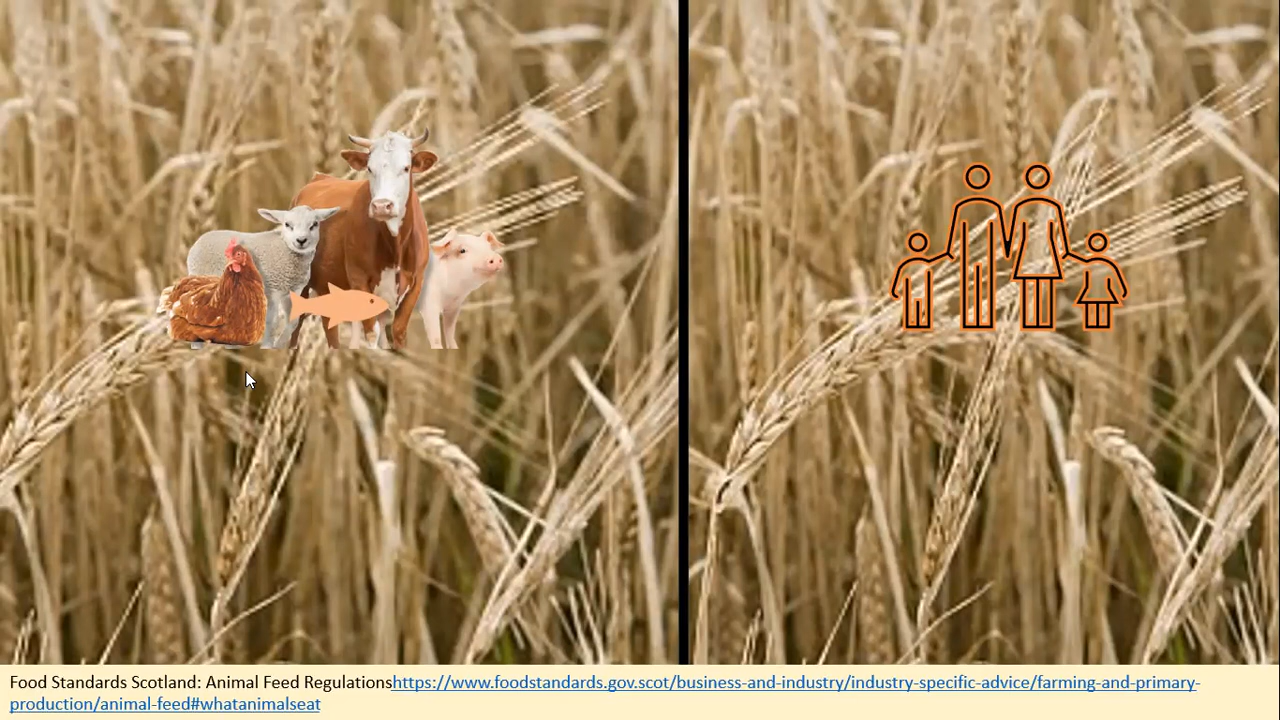 Food Standards Scotland: Animal Feed Regulationshttps://www.foodstandards.gov.scot/business-and-industry/industry-specific-advice/farming-and-primary-
production/animal-feed#whatanimalseat